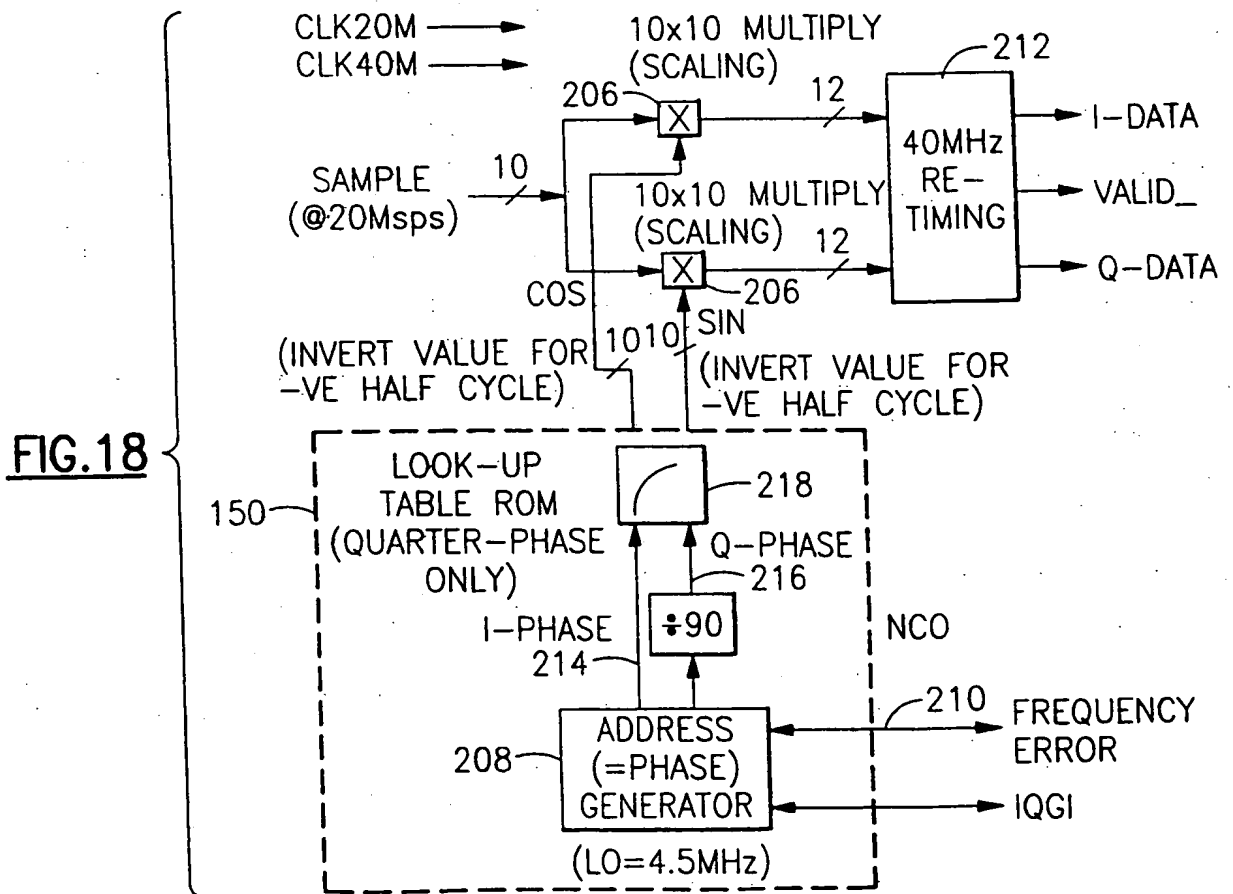 CLK20M
CLK40M
10x10 MULTIPLY
(SCALING)
212
206
X
12
I-DATA
40MHz
RE-
TIMING
SAMPLE
(@20Msps)
10
VALID_
10x10 MULTIPLY
(SCALING)
12
X
Q-DATA
COS
206
SIN
10
10
(INVERT VALUE FOR
-VE HALF CYCLE)
(INVERT VALUE FOR
-VE HALF CYCLE)
FIG.18
LOOK-UP
TABLE ROM
(QUARTER-PHASE
ONLY)
218
150
Q-PHASE
216
÷90
I-PHASE
214
NCO
210
FREQUENCY
ERROR
208
ADDRESS
(=PHASE)
GENERATOR
IQGI
(LO=4.5MHz)